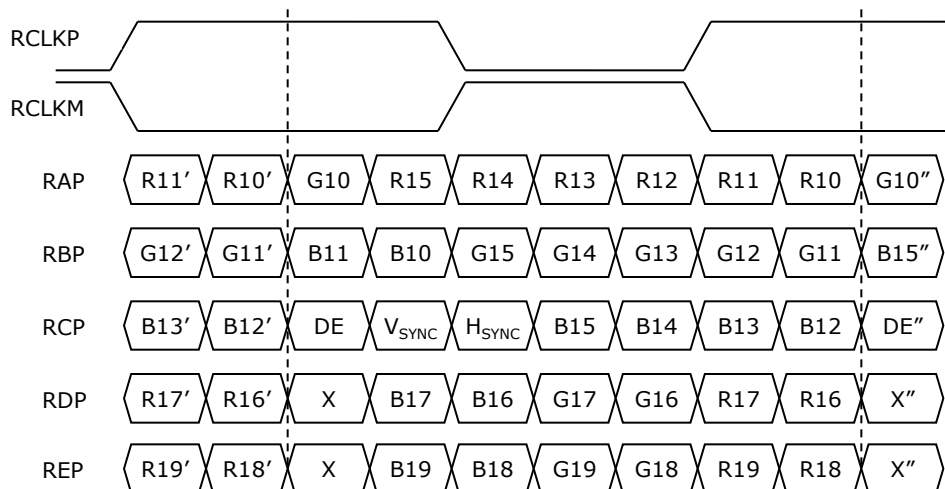 RCLKP
RCLKM
RAP R11′ R10′ G10 R15 R14 R13 R12 R11 R10 G10″
RBP G12′ G11′ B11 B10 G15 G14 G13 G12 G11 B15″
RCP B13′ B12′ DE VSYNC HSYNC B15 B14 B13 B12 DE″
RDP R17′ R16′ X B17 B16 G17 G16 R17 R16 X″
REP R19′ R18′ X B19 B18 G19 G18 R19 R18 X″